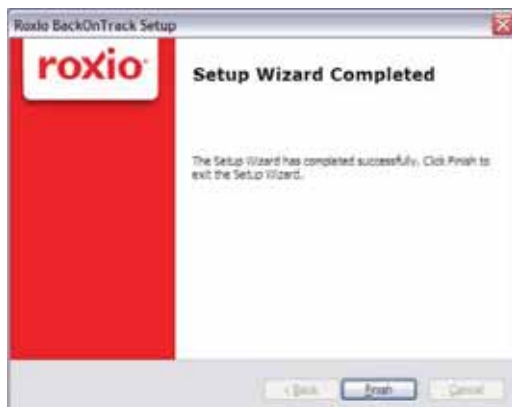 Roxio BackOnTrack Setup
roxio
Setup Wizard Completed
The Setup Wizard has completed successfully. Click Finish to
exit the Setup Wizard.
< Back Finish Cancel